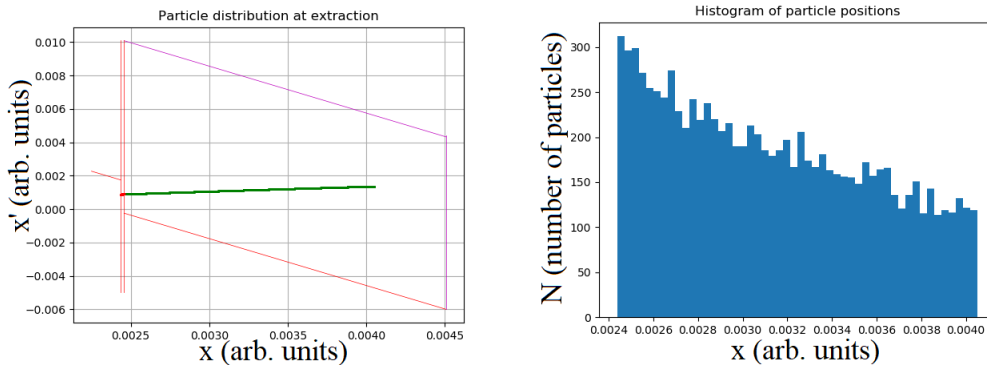 Particle distribution at extraction
0.010
0.008
0.006
0.004
0.002
0.000
−0.002
−0.004
−0.006
x' (arb. units)
0.0025 0.0030 0.0035 0.0040 0.0045
x (arb. units)
Histogram of particle positions
300
250
200
150
100
50
0
N (number of particles)
0.0024 0.0026 0.0028 0.0030 0.0032 0.0034 0.0036 0.0038 0.0040
x (arb. units)